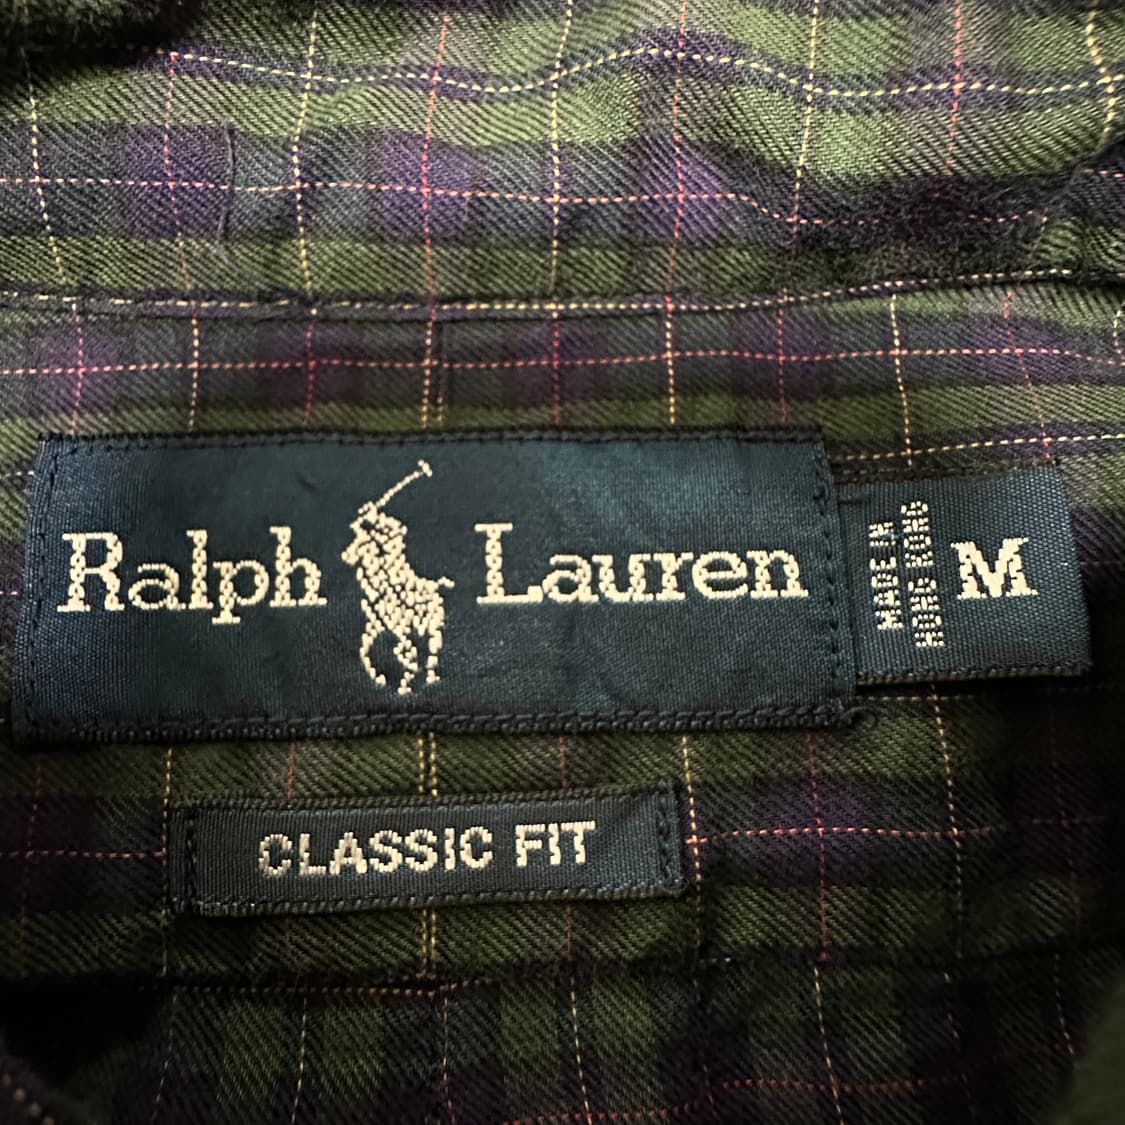 Ralph Lauren
MADE IN
HONG KONG
M
CLASSIC FIT